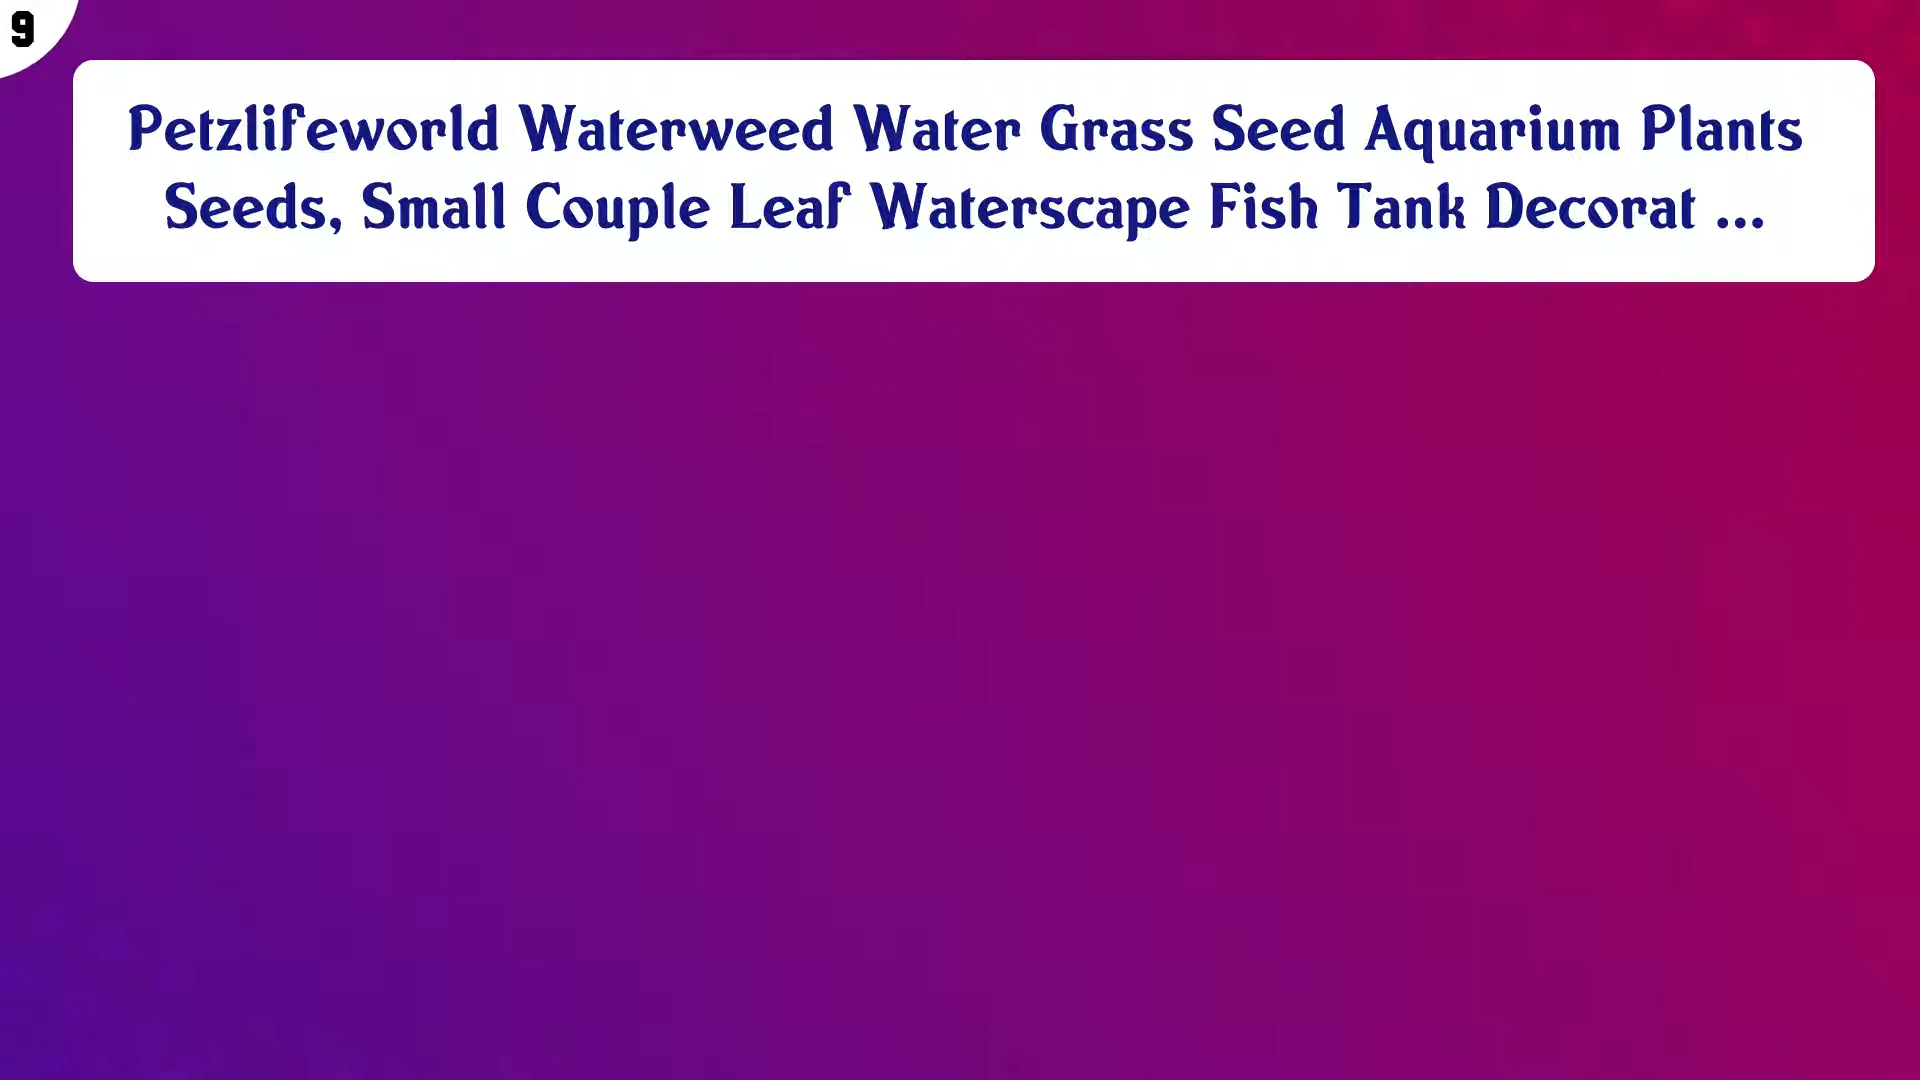 9
Petzlifeworld Waterweed Water Grass Seed Aquarium Plants
Seeds, Small Couple Leaf Waterscape Fish Tank Decorat ...